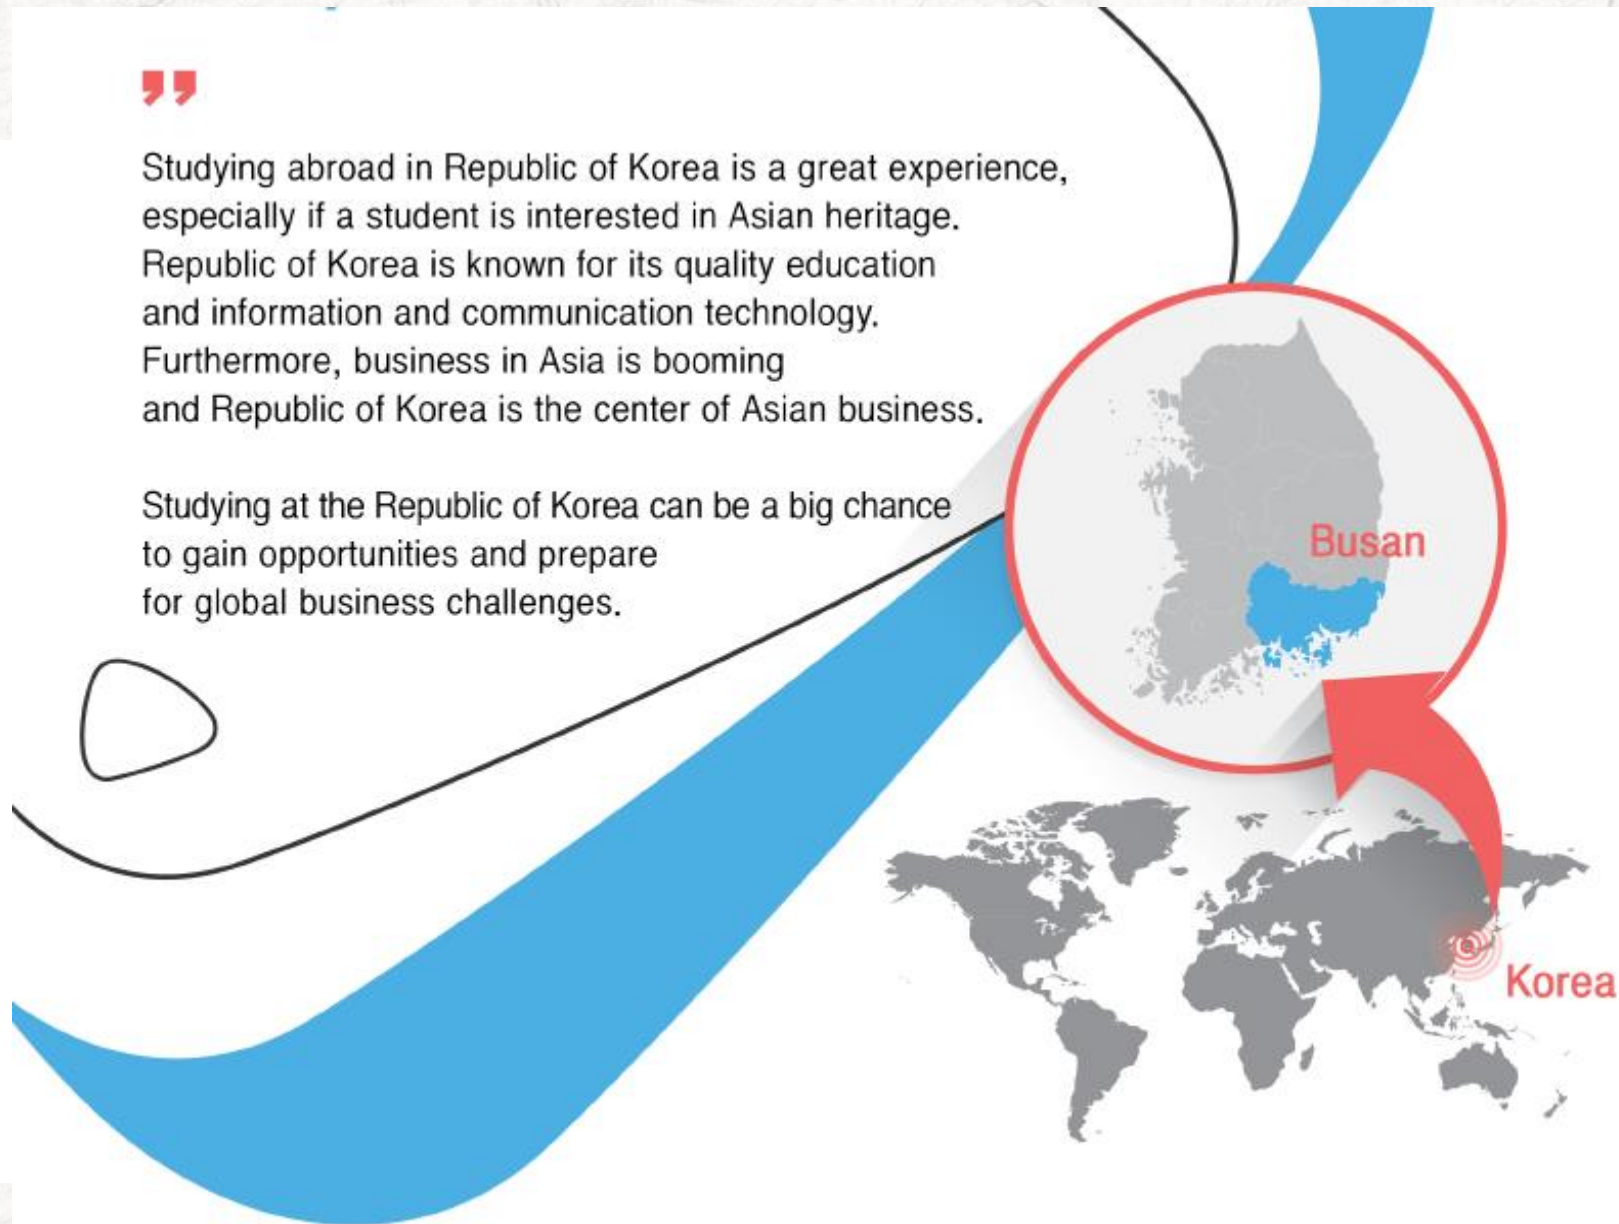 ”
Studying abroad in Republic of Korea is a great experience,
especially if a student is interested in Asian heritage.
Republic of Korea is known for its quality education
and information and communication technology.
Furthermore, business in Asia is booming
and Republic of Korea is the center of Asian business.
Studying at the Republic of Korea can be a big chance
to gain opportunities and prepare
for global business challenges.
Busan
Korea